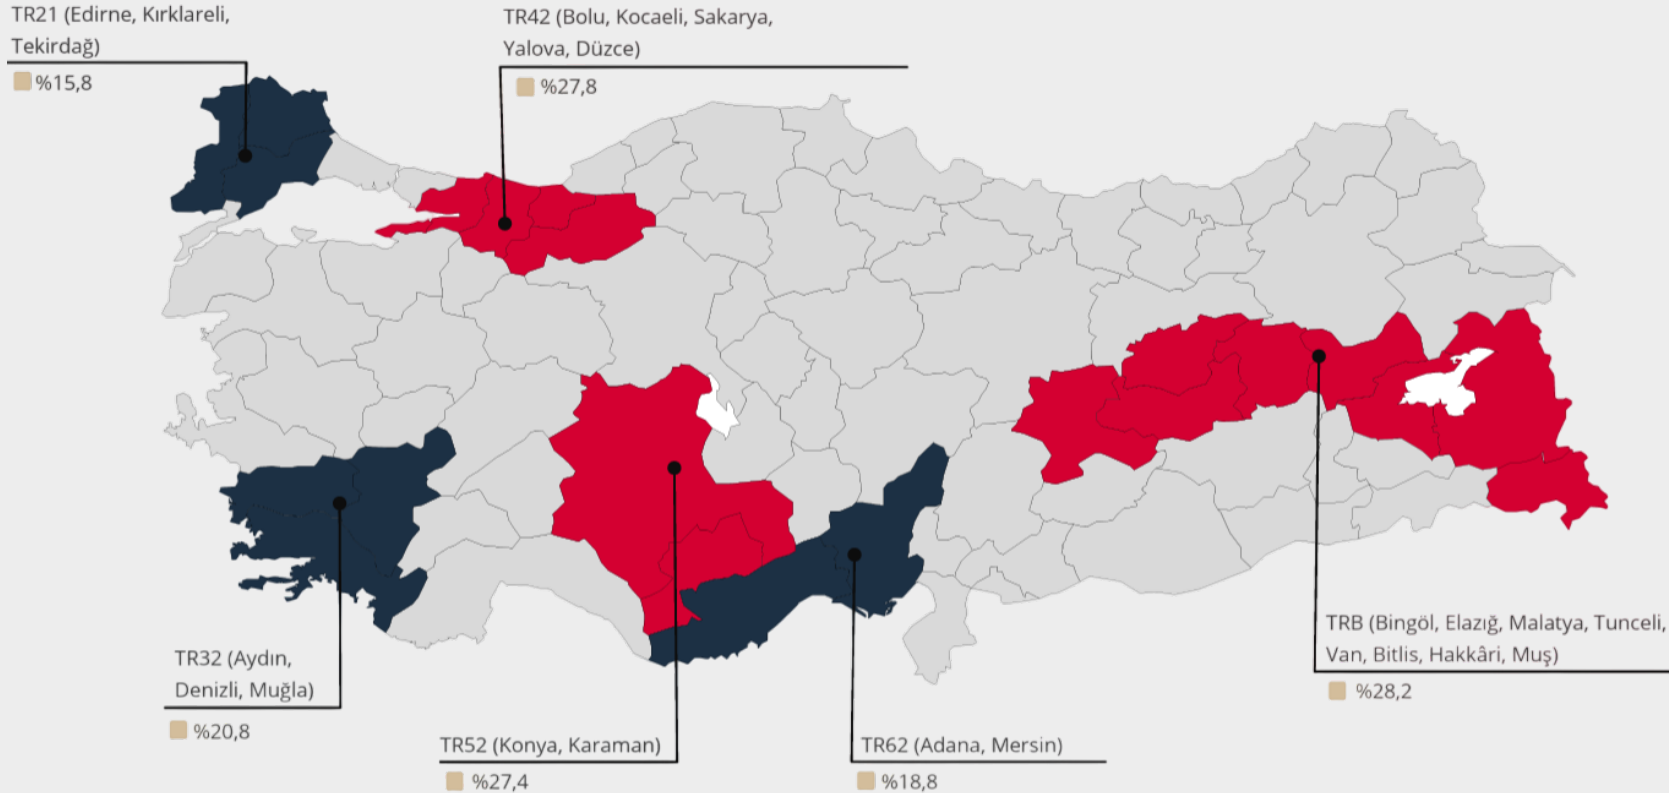 TR21 (Edirne, Kırklareli,
Tekirdağ)
%15,8
TR42 (Bolu, Kocaeli, Sakarya,
Yalova, Düzce)
%27,8
TR32 (Aydın,
Denizli, Muğla)
%20,8
TR52 (Konya, Karaman)
%27,4
TR62 (Adana, Mersin)
%18,8
TRB (Bingöl, Elazığ, Malatya, Tunceli,
Van, Bitlis, Hakkâri, Muş)
%28,2